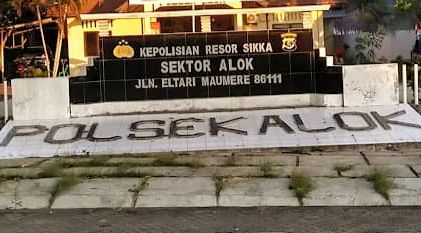 KEPOLISIAN RESOR SIKKA
SEKTOR ALOK
JLN. ELTARI MAUMERE 86111
POLSEK ALOK